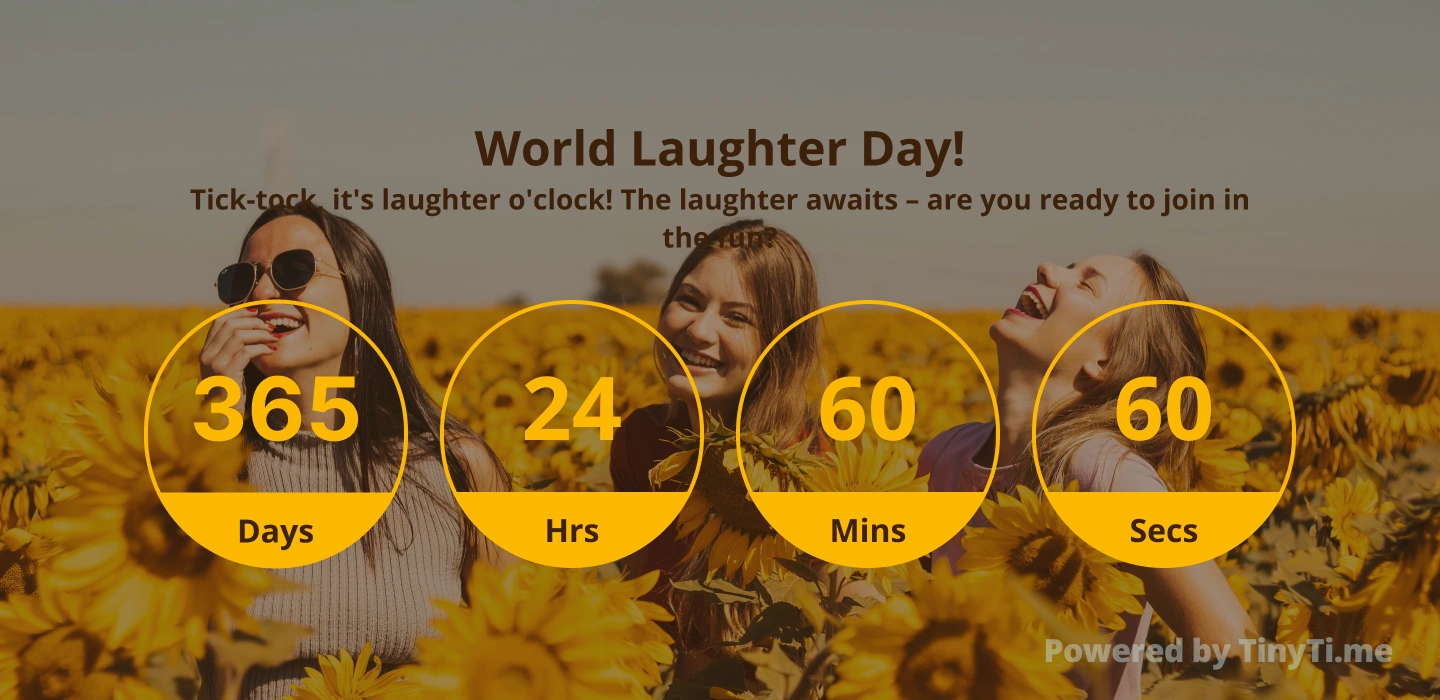 World Laughter Day!
Tick-tock, it's laughter o'clock! The laughter awaits – are you ready to join in
the fun?
365 24 60 60
Days Hrs Mins Secs
Powered by TinyTi.me